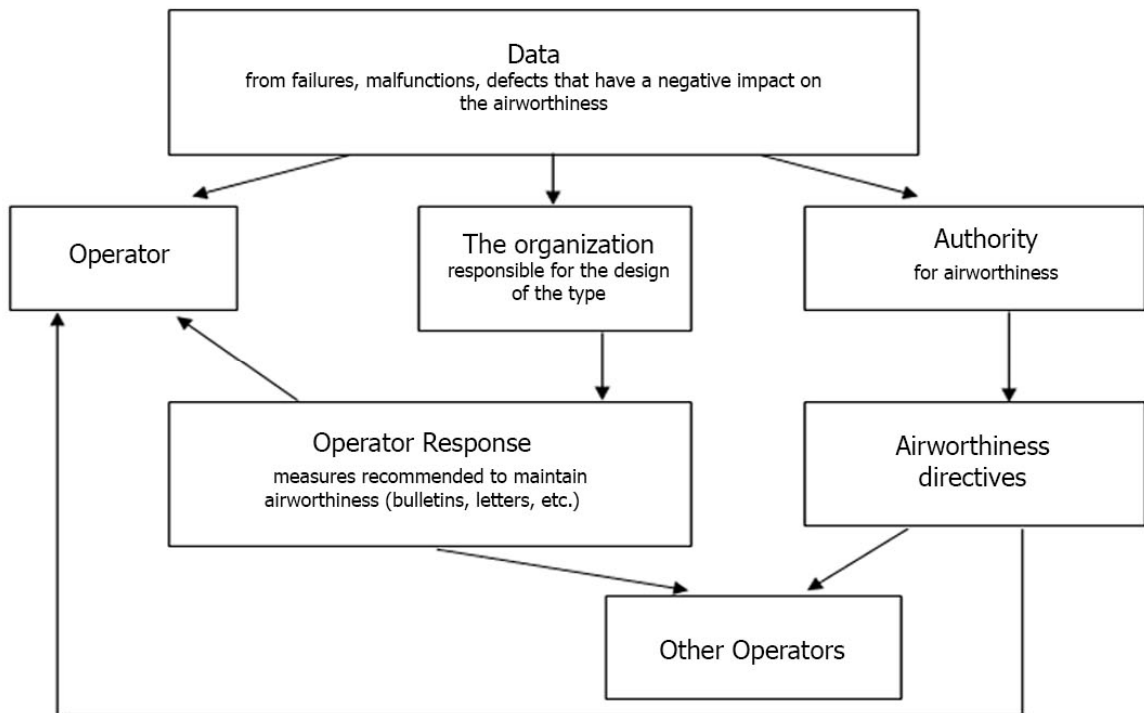 Data
from failures, malfunctions, defects that have a negative impact on
the airworthiness
Operator
The organization
responsible for the design
of the type
Authority
for airworthiness
Operator Response
measures recommended to maintain
airworthiness (bulletins, letters, etc.)
Airworthiness
directives
Other Operators